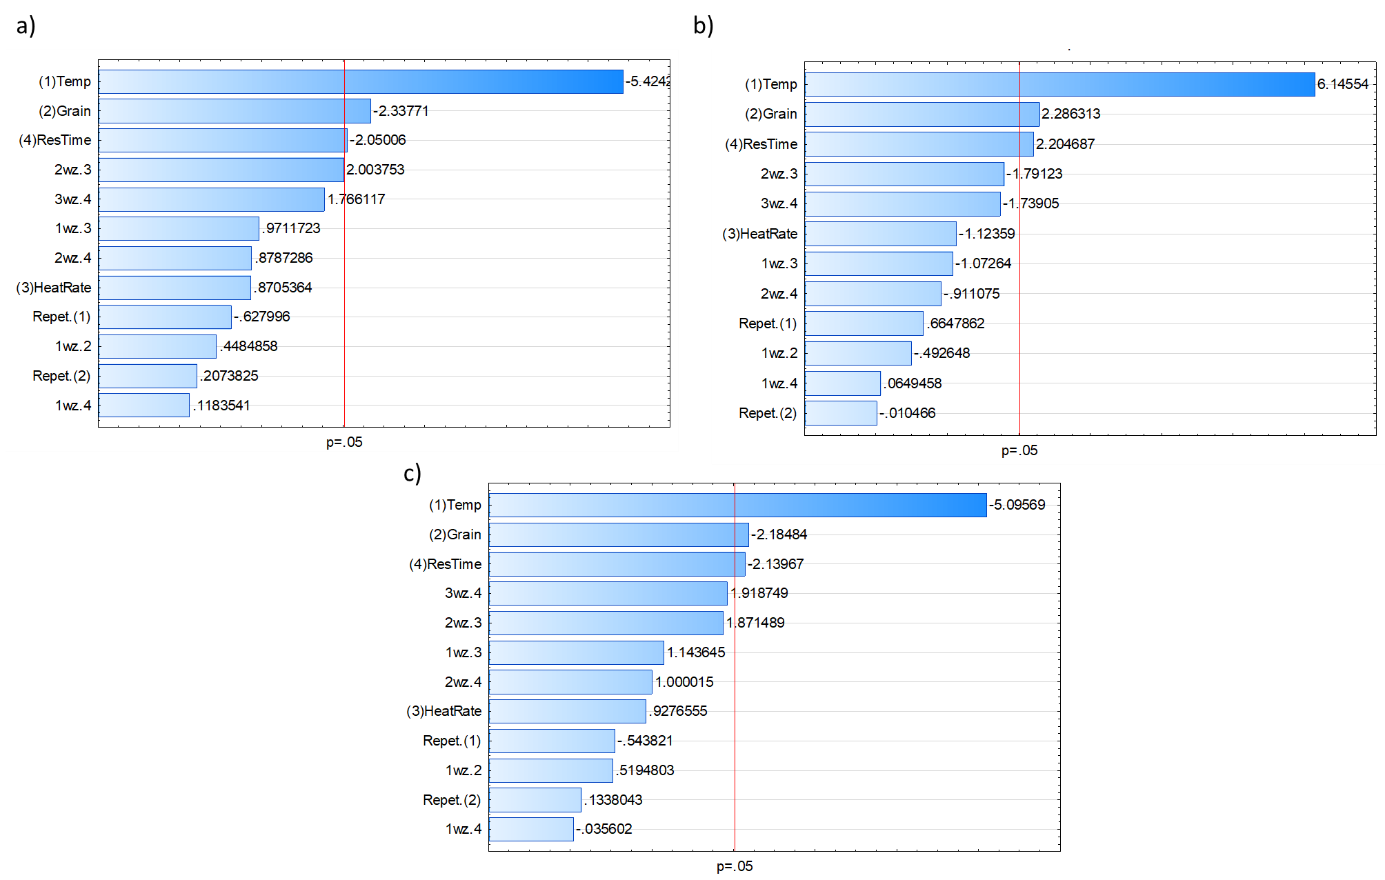 a)
(1)Temp -5.4242
(2)Grain -2.33771
(4)ResTime -2.05006
2wz.3 2.003753
3wz.4 1.766117
1wz.3 .9711723
2wz.4 .8787286
(3)HeatRate .8705364
Repet.(1) -.627996
1wz.2 .4484858
Repet.(2) .2073825
1wz.4 .1183541
p=.05
b)
(1)Temp 6.14554
(2)Grain 2.286313
(4)ResTime 2.204687
2wz.3 -1.79123
3wz.4 -1.73905
(3)HeatRate -1.12359
1wz.3 -1.07264
2wz.4 -.911075
Repet.(1) .6647862
1wz.2 -.492648
1wz.4 .0649458
Repet.(2) -.010466
p=.05
c)
(1)Temp -5.09569
(2)Grain -2.18484
(4)ResTime -2.13967
3wz.4 1.918749
2wz.3 1.871489
1wz.3 1.143645
2wz.4 1.000015
(3)HeatRate .9276555
Repet.(1) -.543821
1wz.2 .5194803
Repet.(2) .1338043
1wz.4 -.035602
p=.05